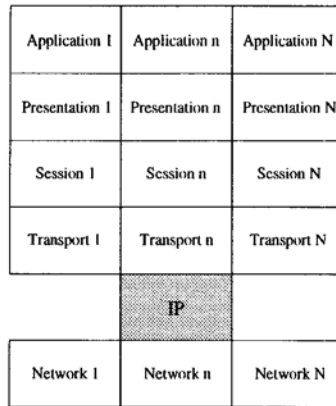 Application 1 Application n Application N
Presentation 1 Presentation n Presentation N
Session 1 Session n Session N
Transport 1 Transport n Transport N
IP
Network 1 Network n Network N